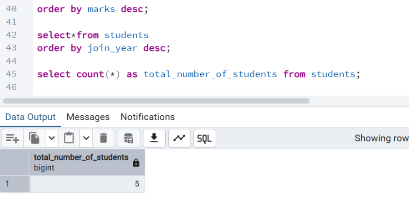 40 order by marks desc;
41
42 select*from students
43 order by join_year desc;
44
45 select count(*) as total_number_of_students from students;
46
Data Output Messages Notifications
SQL Showing row
total_number_of_students
bigint
1 5